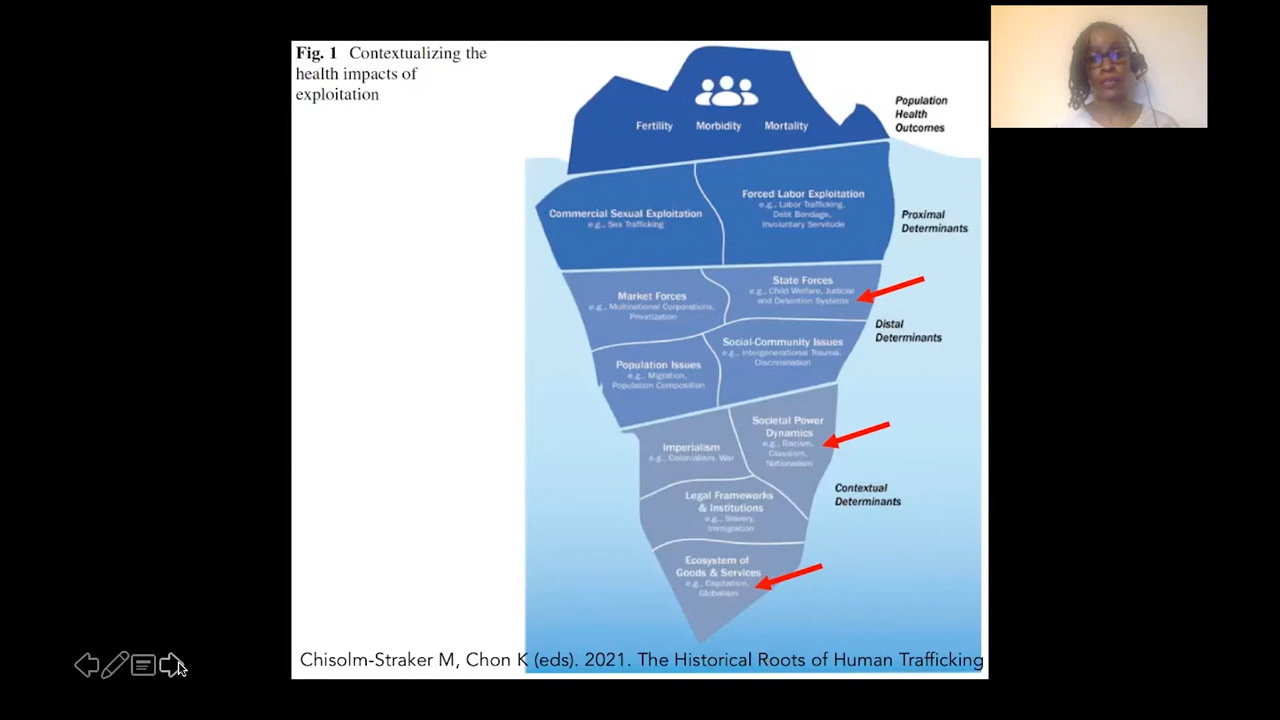 Fig. 1 Contextualizing the
health impacts of
exploitation
Fertility Morbidity Mortality
Population
Health
Outcomes
Commercial Sexual Exploitation
e.g., Sex Trafficking
Forced Labor Exploitation
e.g., Labor Trafficking,
Debt Bondage,
Involuntary Servitude
Proximal
Determinants
Market Forces
e.g., Multinational Corporations,
Privatization
State Forces
e.g., Child Welfare, Judicial
and Detention Systems
Population Issues
e.g., Migration,
Population Composition
Social-Community Issues
e.g., Intergenerational Trauma,
Discrimination
Distal
Determinants
Imperialism
e.g., Colonialism, War
Societal Power
Dynamics
e.g., Racism,
Classism,
Nationalism
Legal Frameworks
& Institutions
e.g., Slavery,
Immigration
Contextual
Determinants
Ecosystem of
Goods & Services
e.g., Capitalism,
Globalism
Chisolm-Straker M, Chon K (eds). 2021. The Historical Roots of Human Trafficking